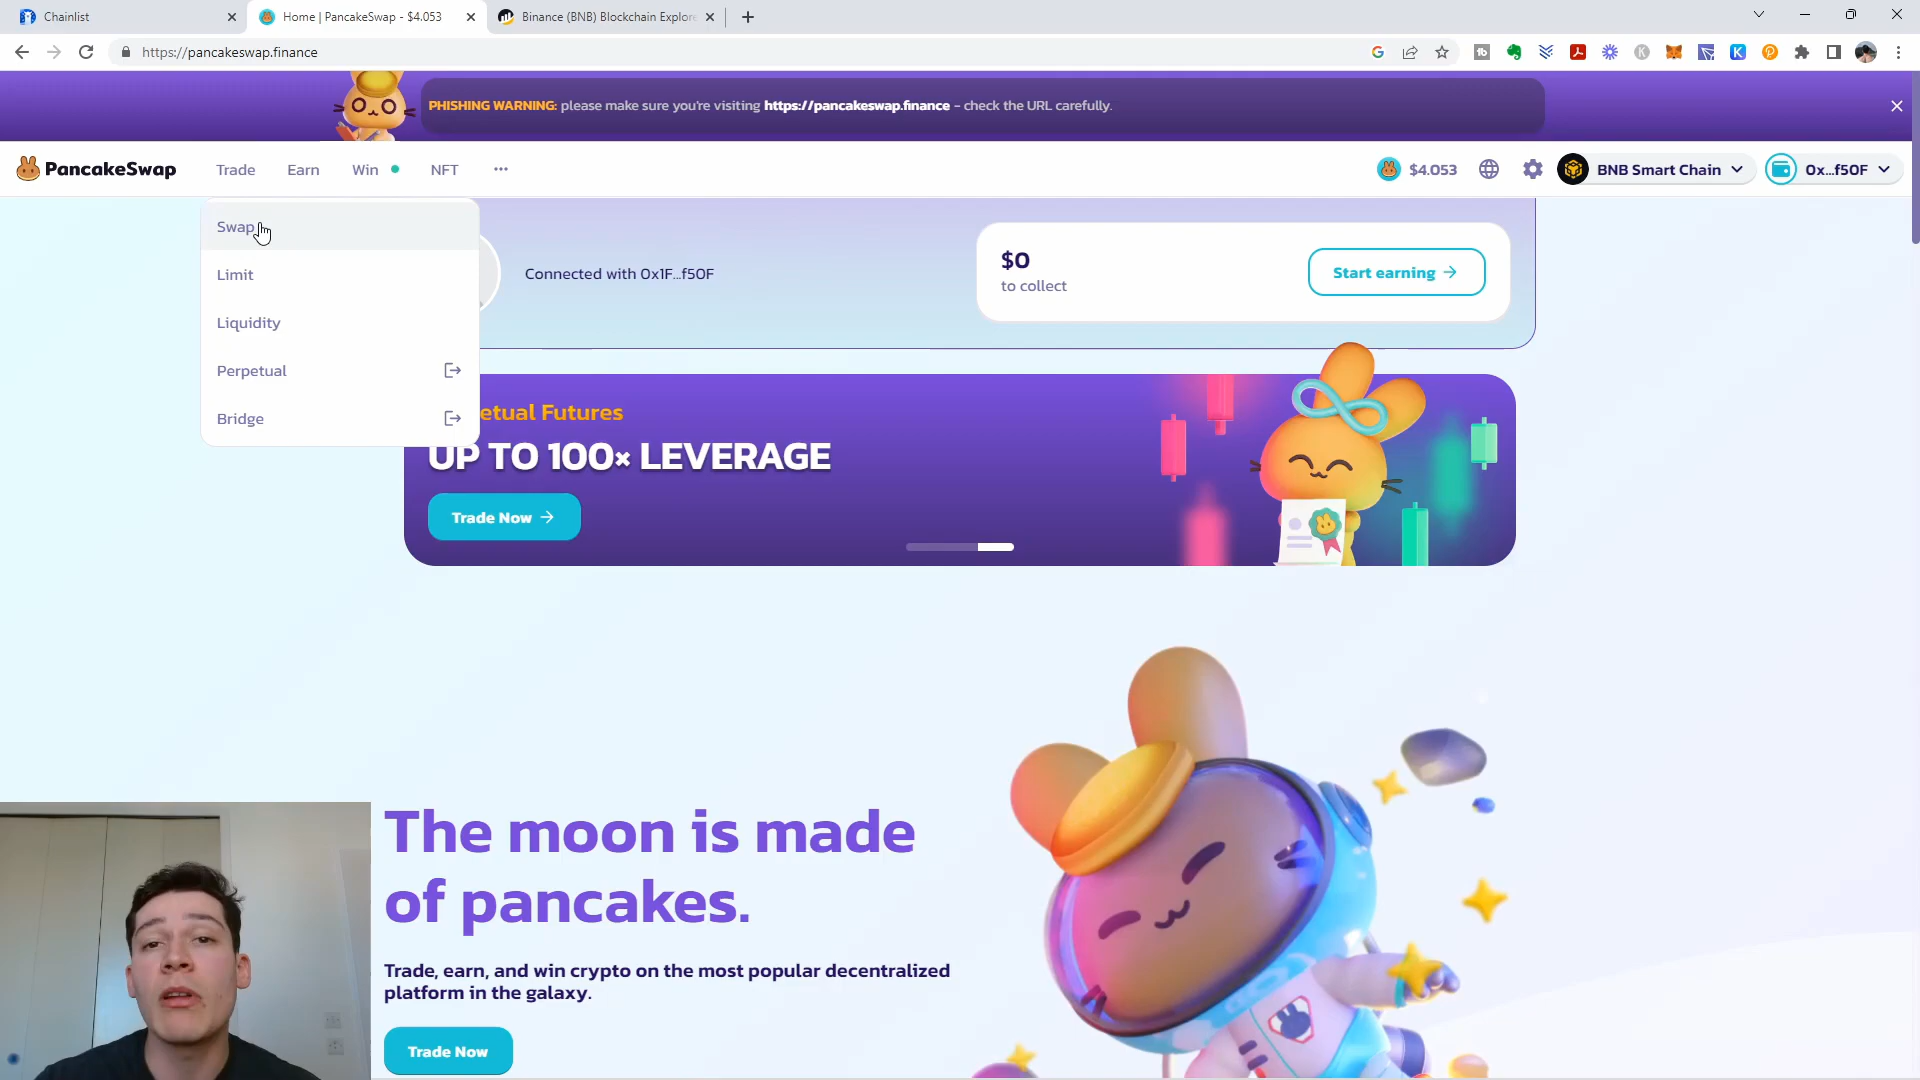 Chainlist
Home | PancakeSwap - $4.053
Binance (BNB) Blockchain Explore
https://pancakeswap.finance
PHISHING WARNING: please make sure you're visiting https://pancakeswap.finance - check the URL carefully.
PancakeSwap
Trade
Earn
Win
NFT
$4.053
BNB Smart Chain
0x...f50F
Swap
Limit
Liquidity
Perpetual
Bridge
Connected with 0x1F...f50F
$0
to collect
Start earning
etual Futures
UP TO 100× LEVERAGE
Trade Now
The moon is made
of pancakes.
Trade, earn, and win crypto on the most popular decentralized
platform in the galaxy.
Trade Now